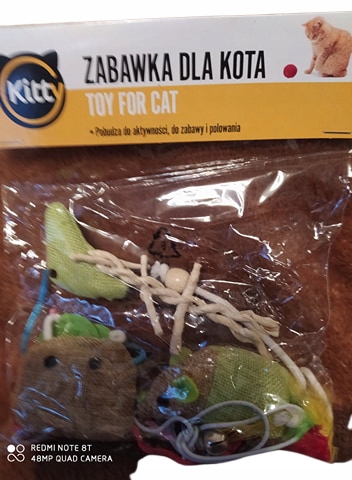 Kitty
ZABAWKA DLA KOTA
TOY FOR CAT
• Pobudza do aktywności, do zabawy i polowania
REDMI NOTE 8T
48MP QUAD CAMERA